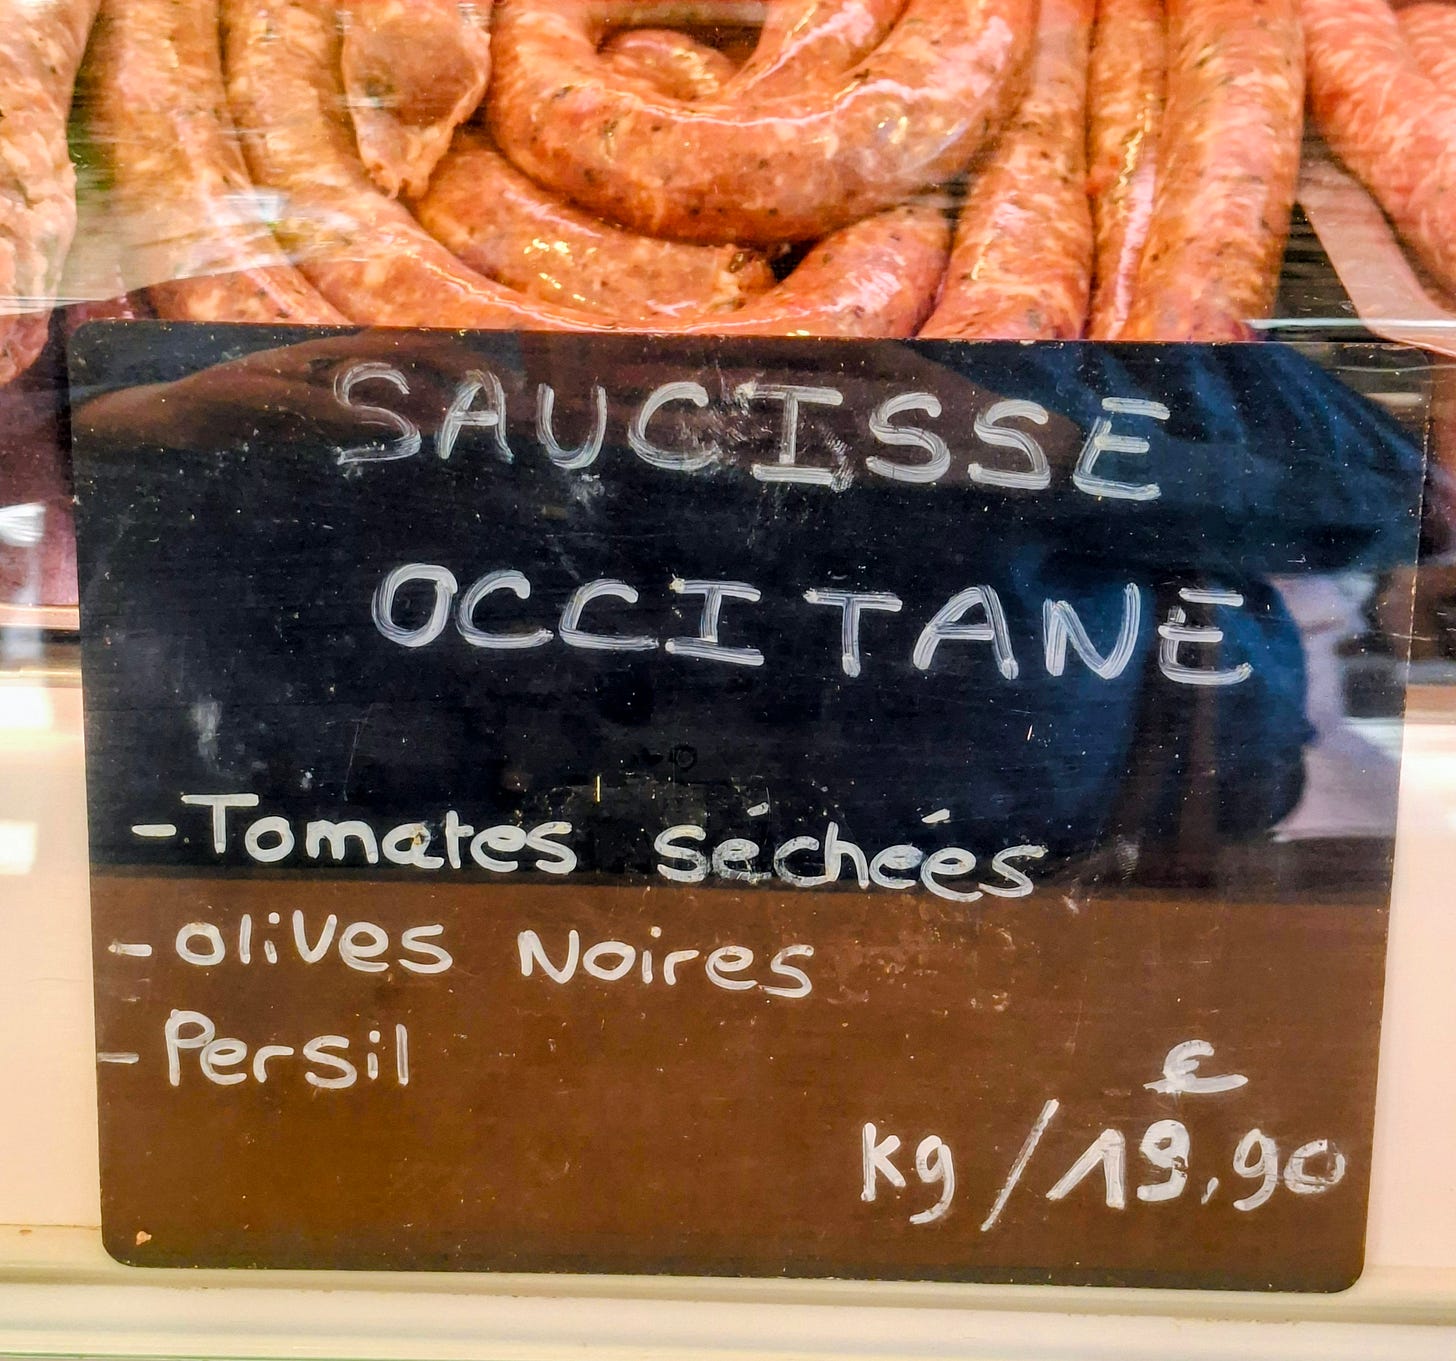 SAUCISSE
OCCITANE
- Tomates séchées
- olives Noires
- Persil
€
kg / 19,90